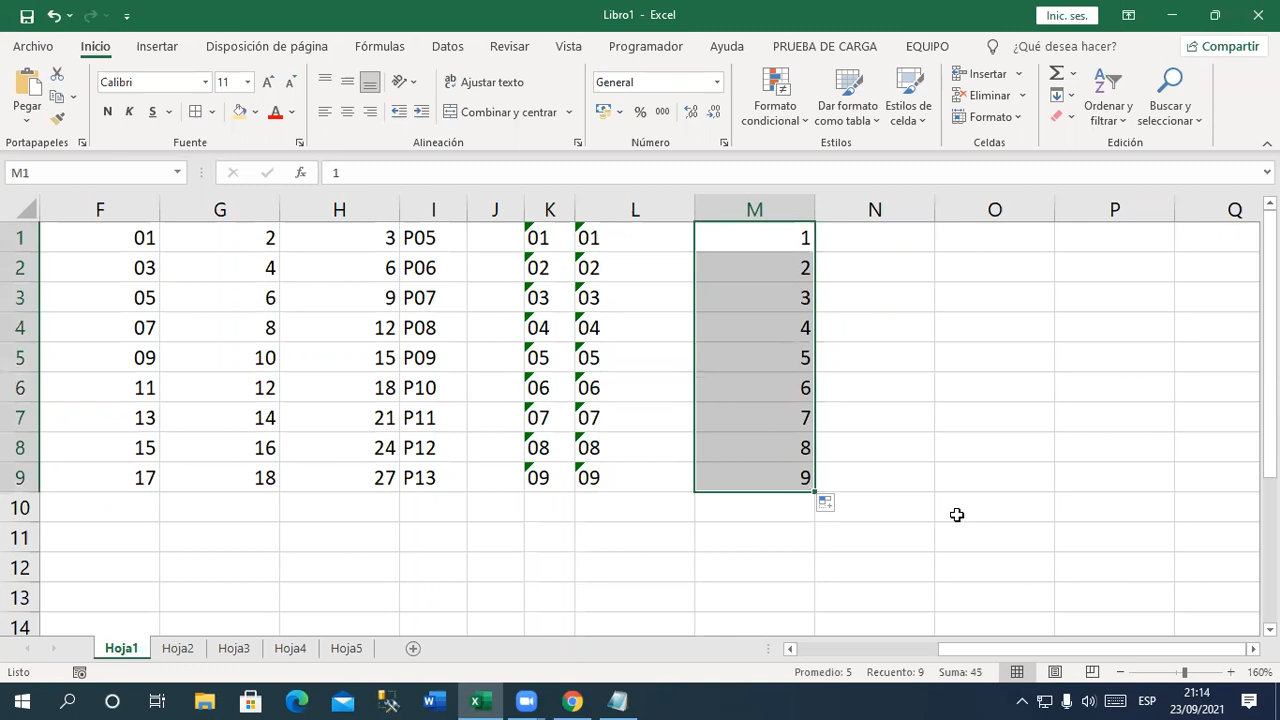 Libro1 - Excel
Inic. ses.
Archivo Inicio Insertar Disposición de página Fórmulas Datos Revisar Vista Programador Ayuda PRUEBA DE CARGA EQUIPO ¿Qué desea hacer? Compartir
Pegar
Calibri 11
N K S
Ajustar texto
Combinar y centrar
General
% 000
Formato condicional
Dar formato como tabla
Estilos de celda
Insertar
Eliminar
Formato
Ordenar y filtrar
Buscar y seleccionar
Portapapeles Fuente Alineación Número Estilos Celdas Edición
M1 fx 1
F G H I J K L M N O P Q
1 01 2 3 P05 01 01 1
2 03 4 6 P06 02 02 2
3 05 6 9 P07 03 03 3
4 07 8 12 P08 04 04 4
5 09 10 15 P09 05 05 5
6 11 12 18 P10 06 06 6
7 13 14 21 P11 07 07 7
8 15 16 24 P12 08 08 8
9 17 18 27 P13 09 09 9
10
11
12
13
14
Hoja1 Hoja2 Hoja3 Hoja4 Hoja5
Listo Promedio: 5 Recuento: 9 Suma: 45 160%
ESP 21:14
23/09/2021